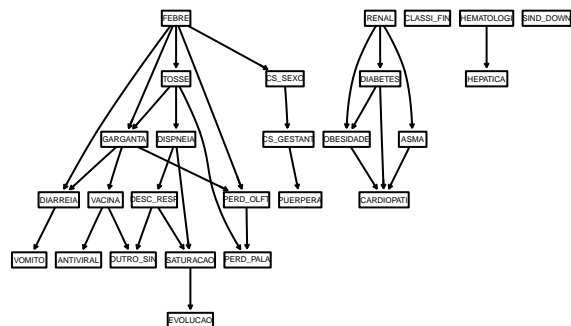 FEBRE
RENAL
CLASSI_FIN
HEMATOLOGI
SIND_DOWN
TOSSE
CS_SEXO
DIABETES
HEPATICA
GARGANTA
DISPNEIA
CS_GESTANT
OBESIDADE
ASMA
DIARREIA
VACINA
DESC_RESP
PERD_OLFT
PUERPERA
CARDIOPATI
VOMITO
ANTIVIRAL
OUTRO_SIN
SATURACAO
PERD_PALA
EVOLUCAO